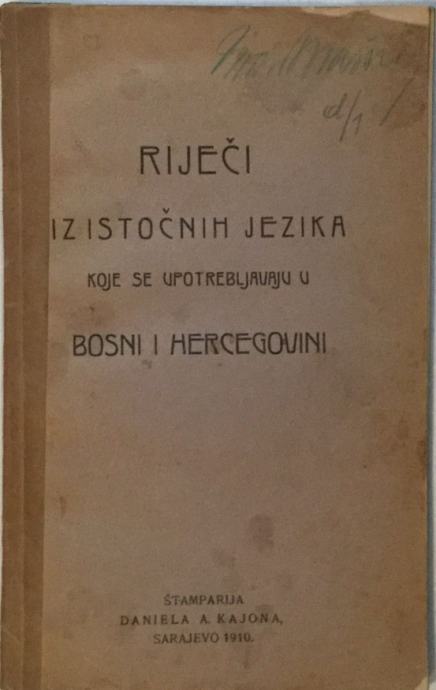 RIJEČI
IZ ISTOČNIH JEZIKA
KOJE SE UPOTREBLJAVAJU U
BOSNI I HERCEGOVINI
ŠTAMPARIJA
DANIELA A. KAJONA,
SARAJEVO 1910.